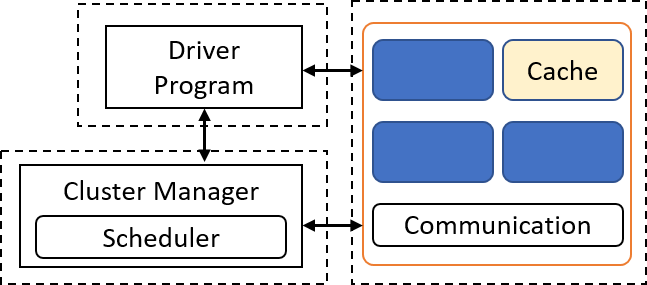 Driver
Program
Cache
Cluster Manager
Scheduler
Communication